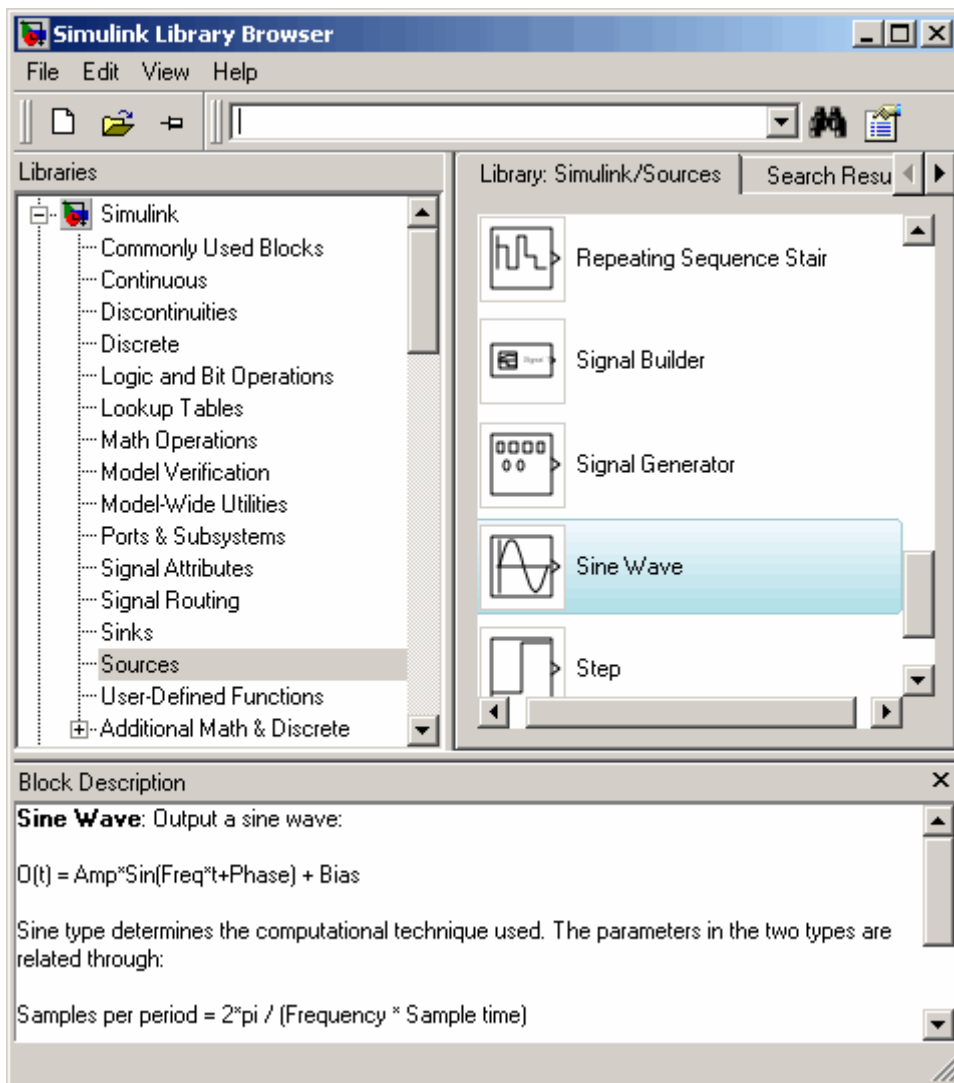 Simulink Library Browser
File Edit View Help
Libraries
Simulink
Commonly Used Blocks
Continuous
Discontinuities
Discrete
Logic and Bit Operations
Lookup Tables
Math Operations
Model Verification
Model-Wide Utilities
Ports & Subsystems
Signal Attributes
Signal Routing
Sinks
Sources
User-Defined Functions
Additional Math & Discrete
Library: Simulink/Sources
Search Resu
Repeating Sequence Stair
Signal Builder
Signal Generator
Sine Wave
Step
Block Description
Sine Wave: Output a sine wave:
O(t) = Amp*Sin(Freq*t+Phase) + Bias
Sine type determines the computational technique used. The parameters in the two types are
related through:
Samples per period = 2*pi / (Frequency * Sample time)